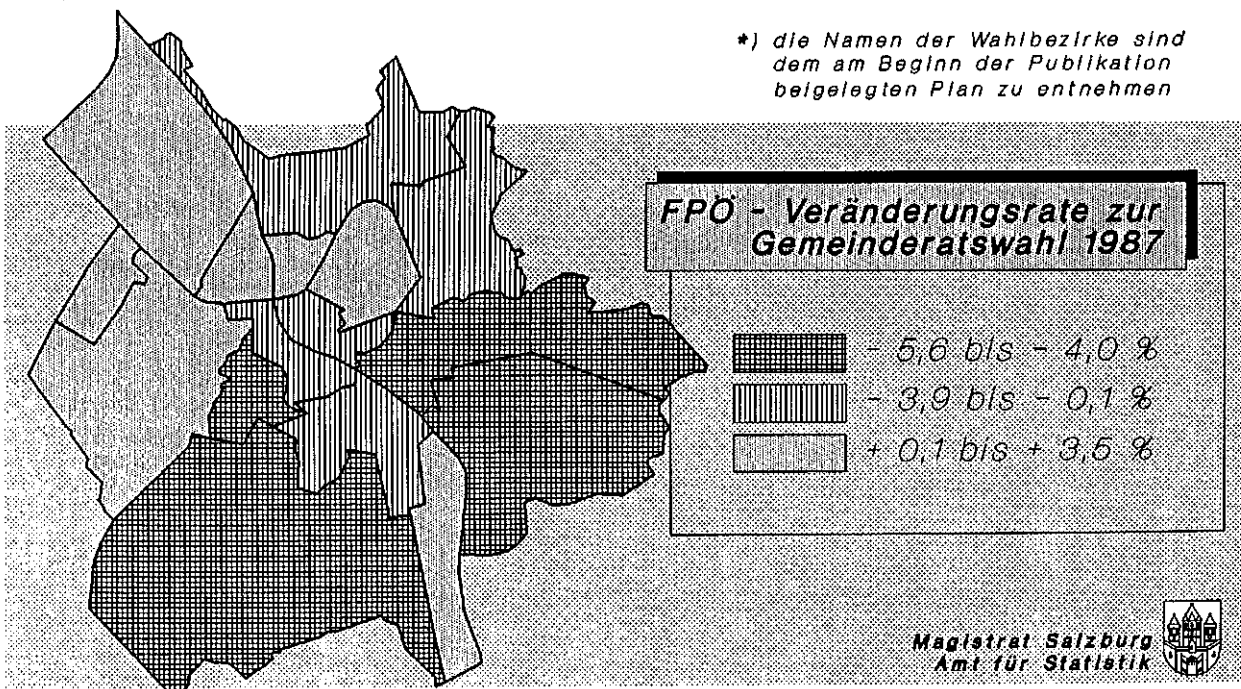 *) die Namen der Wahlbezirke sind
dem am Beginn der Publikation
beigelegten Plan zu entnehmen
FPÖ - Veränderungsrate zur
Gemeinderatswahl 1987
- 5,6 bis - 4,0 %
- 3,9 bis - 0,1 %
+ 0,1 bis + 3,5 %
Magistrat Salzburg
Amt für Statistik